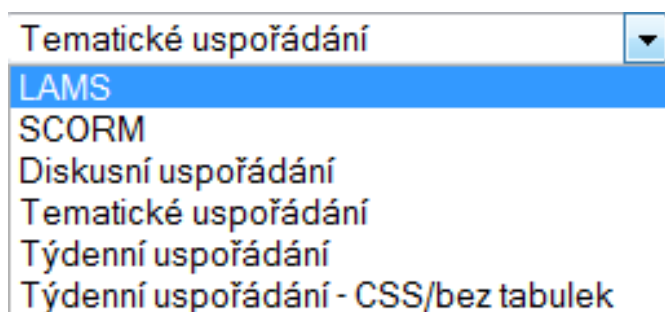 Tematické uspořádání
LAMS
SCORM
Diskusní uspořádání
Tematické uspořádání
Týdenní uspořádání
Týdenní uspořádání - CSS/bez tabulek